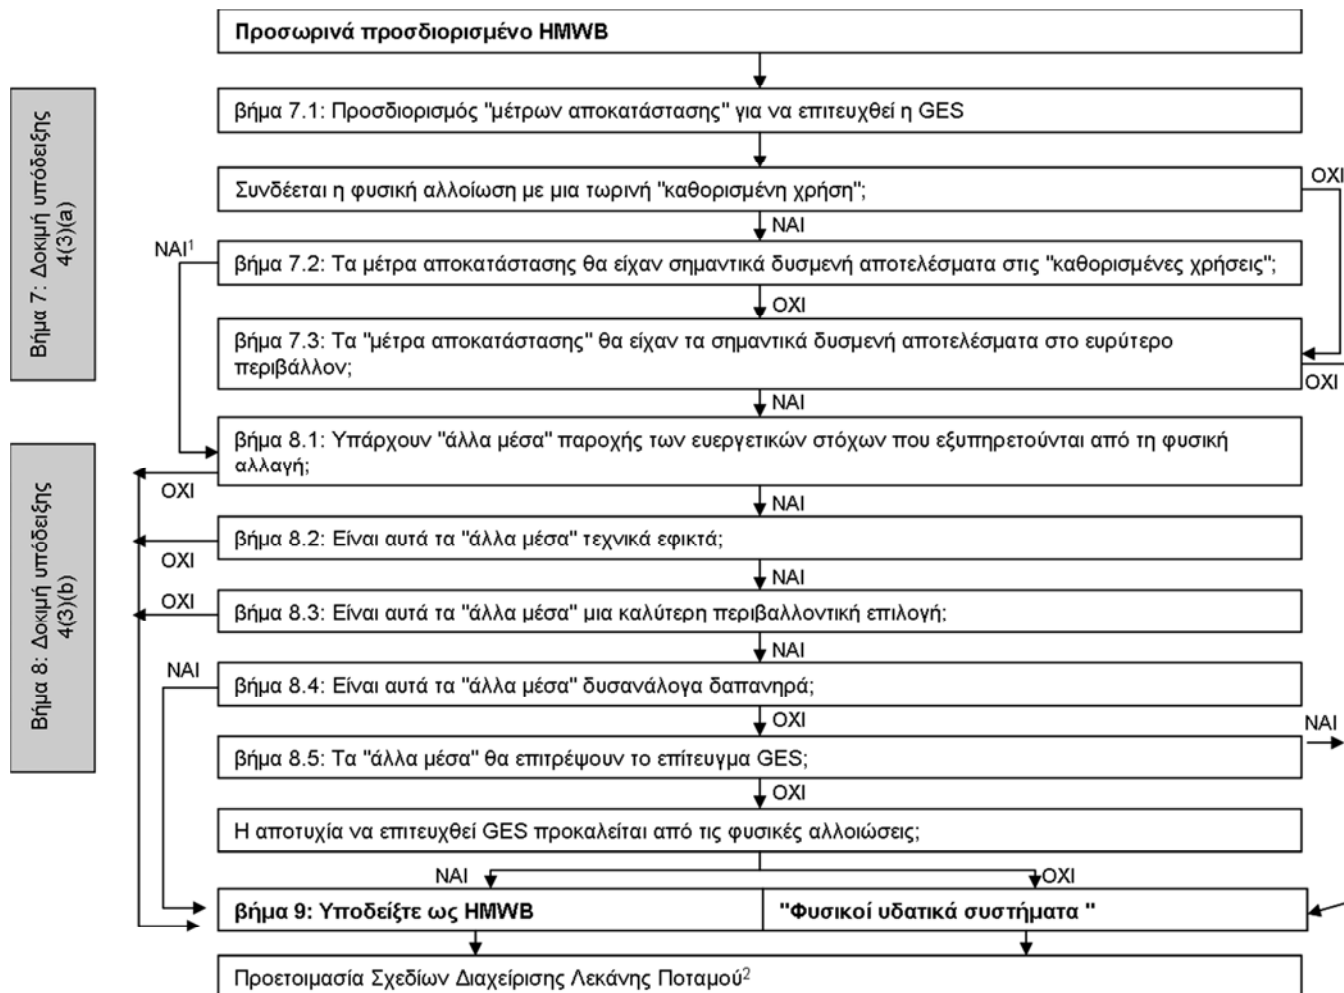 Προσωρινά προσδιορισμένο HMWB
βήμα 7.1: Προσδιορισμός "μέτρων αποκατάστασης" για να επιτευχθεί η GES
Συνδέεται η φυσική αλλοίωση με μια τωρινή "καθορισμένη χρήση";
ΟΧΙ
ΝΑΙ
ΝΑΙ¹
βήμα 7.2: Τα μέτρα αποκατάστασης θα είχαν σημαντικά δυσμενή αποτελέσματα στις "καθορισμένες χρήσεις";
ΟΧΙ
βήμα 7.3: Τα "μέτρα αποκατάστασης" θα είχαν τα σημαντικά δυσμενή αποτελέσματα στο ευρύτερο
περιβάλλον;
ΟΧΙ
ΝΑΙ
Βήμα 7: Δοκιμή υπόδειξης
4(3)(a)
βήμα 8.1: Υπάρχουν "άλλα μέσα" παροχής των ευεργετικών στόχων που εξυπηρετούνται από τη φυσική
αλλαγή;
ΟΧΙ
ΝΑΙ
βήμα 8.2: Είναι αυτά τα "άλλα μέσα" τεχνικά εφικτά;
ΟΧΙ
ΝΑΙ
βήμα 8.3: Είναι αυτά τα "άλλα μέσα" μια καλύτερη περιβαλλοντική επιλογή;
ΟΧΙ
ΝΑΙ
βήμα 8.4: Είναι αυτά τα "άλλα μέσα" δυσανάλογα δαπανηρά;
ΝΑΙ
ΟΧΙ
βήμα 8.5: Τα "άλλα μέσα" θα επιτρέψουν το επίτευγμα GES;
ΝΑΙ
ΟΧΙ
Βήμα 8: Δοκιμή υπόδειξης
4(3)(b)
Η αποτυχία να επιτευχθεί GES προκαλείται από τις φυσικές αλλοιώσεις;
ΝΑΙ
ΟΧΙ
βήμα 9: Υποδείξτε ως HMWB
"Φυσικοί υδατικά συστήματα "
Προετοιμασία Σχεδίων Διαχείρισης Λεκάνης Ποταμού²